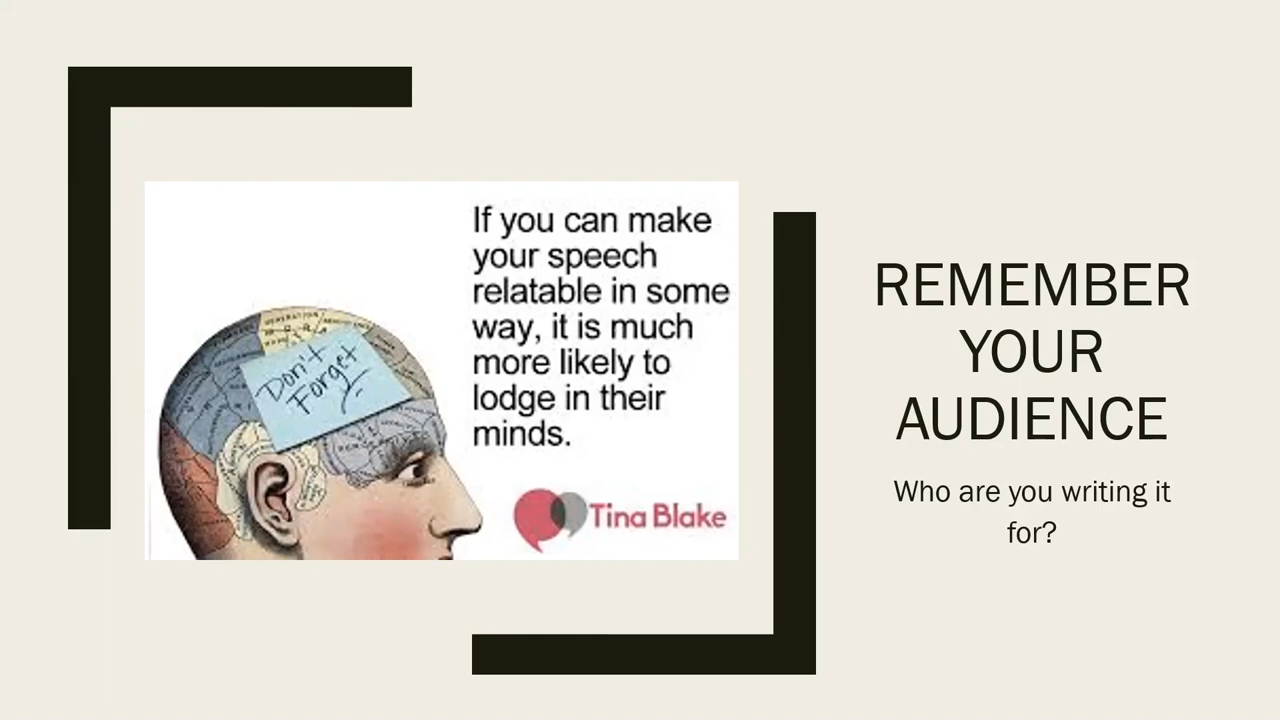 If you can make
your speech
relatable in some
way, it is much
more likely to
lodge in their
minds.
Don't
Forget
Tina Blake
REMEMBER
YOUR
AUDIENCE
Who are you writing it
for?